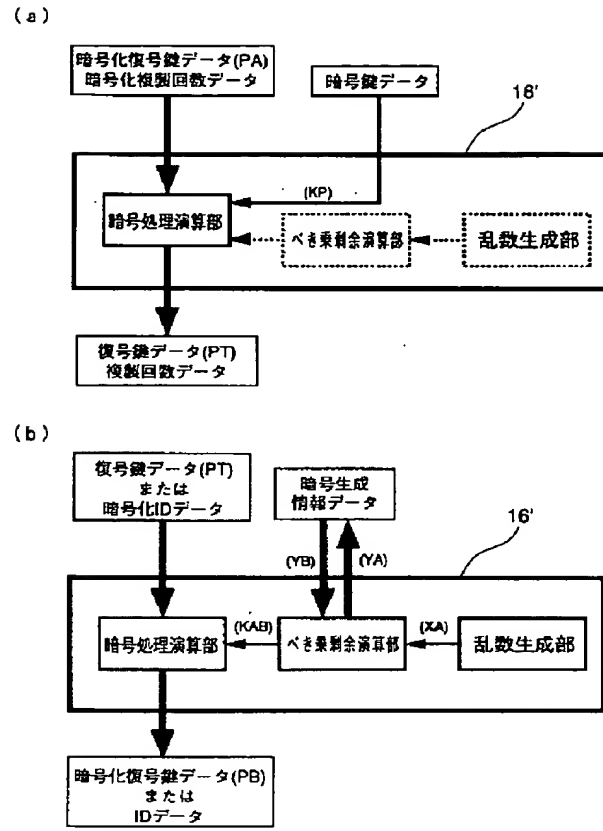 (a)
暗号化復号鍵データ(PA)
暗号化複製回数データ
暗号鍵データ
18'
(KP)
暗号処理演算部
べき乗剰余演算部
乱数生成部
復号鍵データ(PT)
複製回数データ
(b)
復号鍵データ(PT)
または
暗号化IDデータ
暗号生成
情報データ
16'
(YB)
(YA)
暗号処理演算部
(KAB)
べき乗剰余演算部
(XA)
乱数生成部
暗号化復号鍵データ(PB)
または
IDデータ